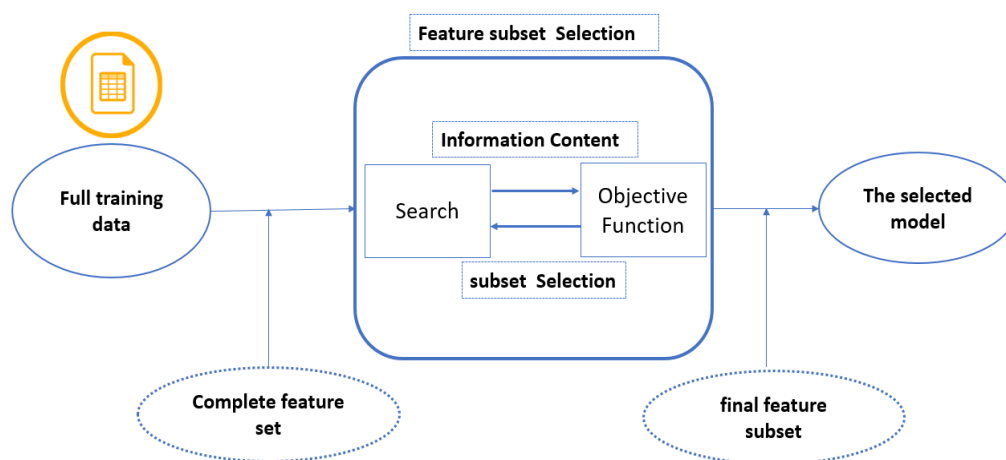 Feature subset Selection
Information Content
Full training
data
Search
Objective
Function
The selected
model
subset Selection
Complete feature
set
final feature
subset